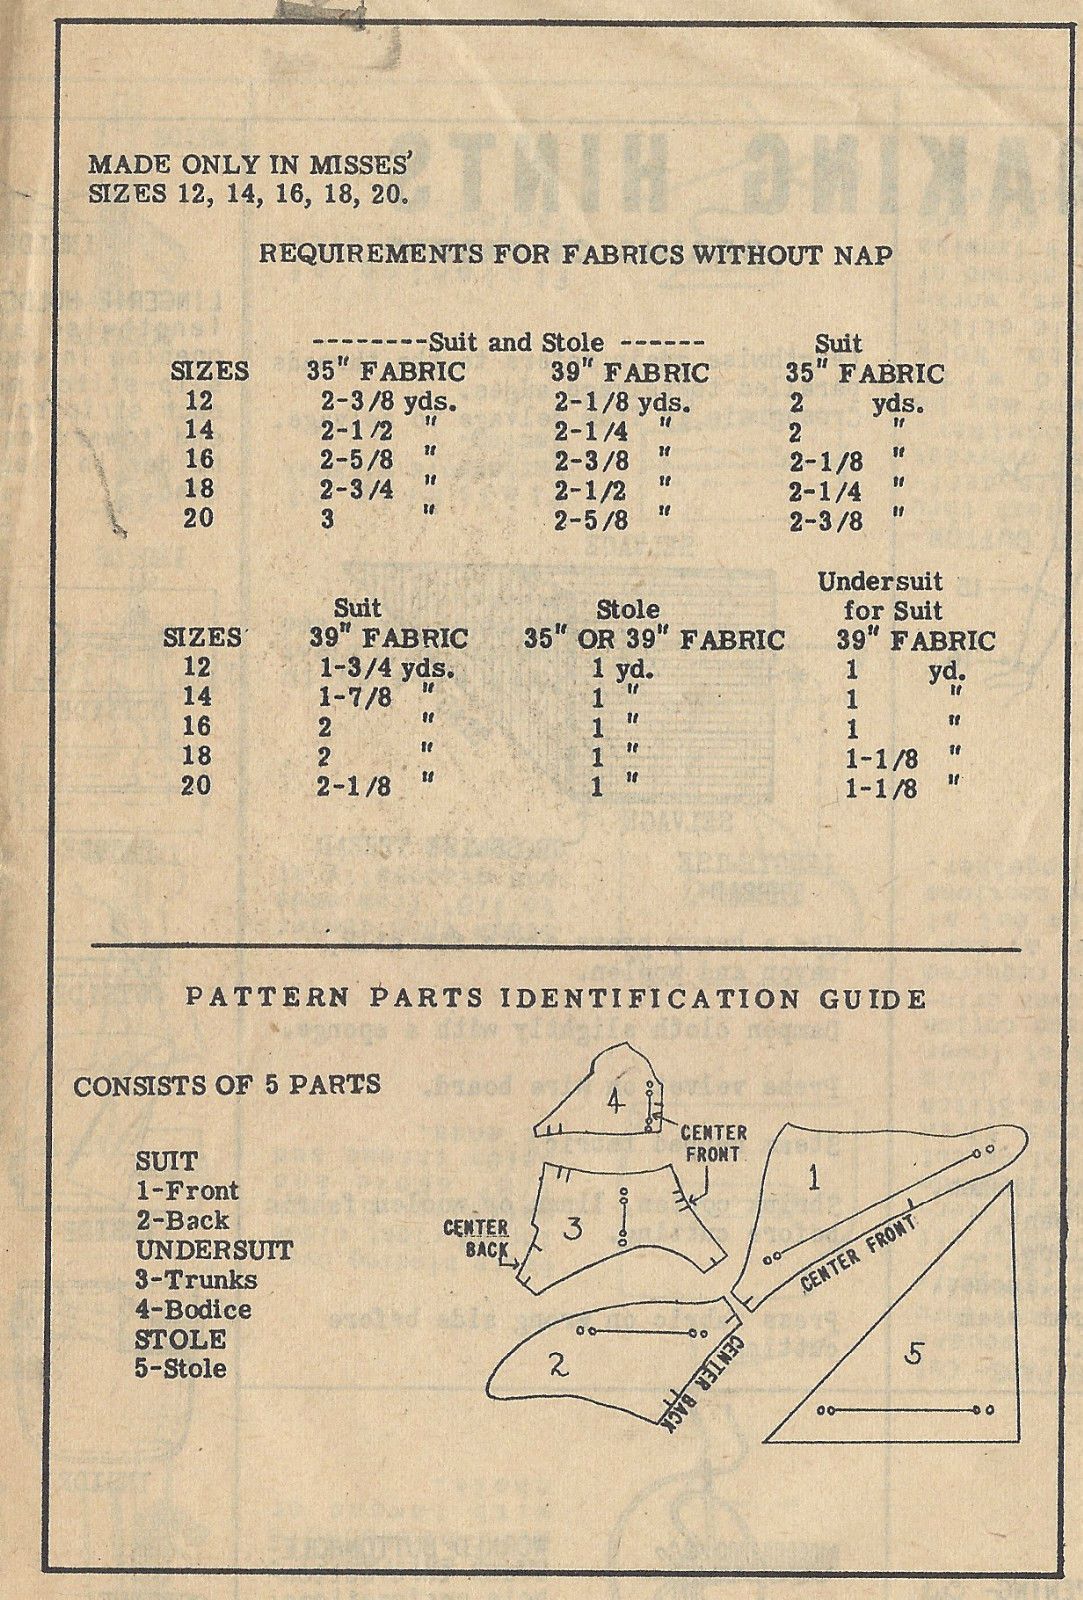 MADE ONLY IN MISSES'
SIZES 12, 14, 16, 18, 20.
REQUIREMENTS FOR FABRICS WITHOUT NAP
--------Suit and Stole ------ Suit
SIZES 35" FABRIC 39" FABRIC 35" FABRIC
12 2-3/8 yds. 2-1/8 yds. 2 yds.
14 2-1/2 " 2-1/4 " 2 "
16 2-5/8 " 2-3/8 " 2-1/8 "
18 2-3/4 " 2-1/2 " 2-1/4 "
20 3 " 2-5/8 " 2-3/8 "
Undersuit
Suit Stole for Suit
SIZES 39" FABRIC 35" OR 39" FABRIC 39" FABRIC
12 1-3/4 yds. 1 yd. 1 yd.
14 1-7/8 " 1 " 1 "
16 2 " 1 " 1 "
18 2 " 1 " 1-1/8 "
20 2-1/8 " 1 " 1-1/8 "
PATTERN PARTS IDENTIFICATION GUIDE
CONSISTS OF 5 PARTS
SUIT
1-Front
2-Back
UNDERSUIT
3-Trunks
4-Bodice
STOLE
5-Stole
4
CENTER
FRONT
1
CENTER FRONT
3
CENTER
BACK
2
CENTER BACK
5